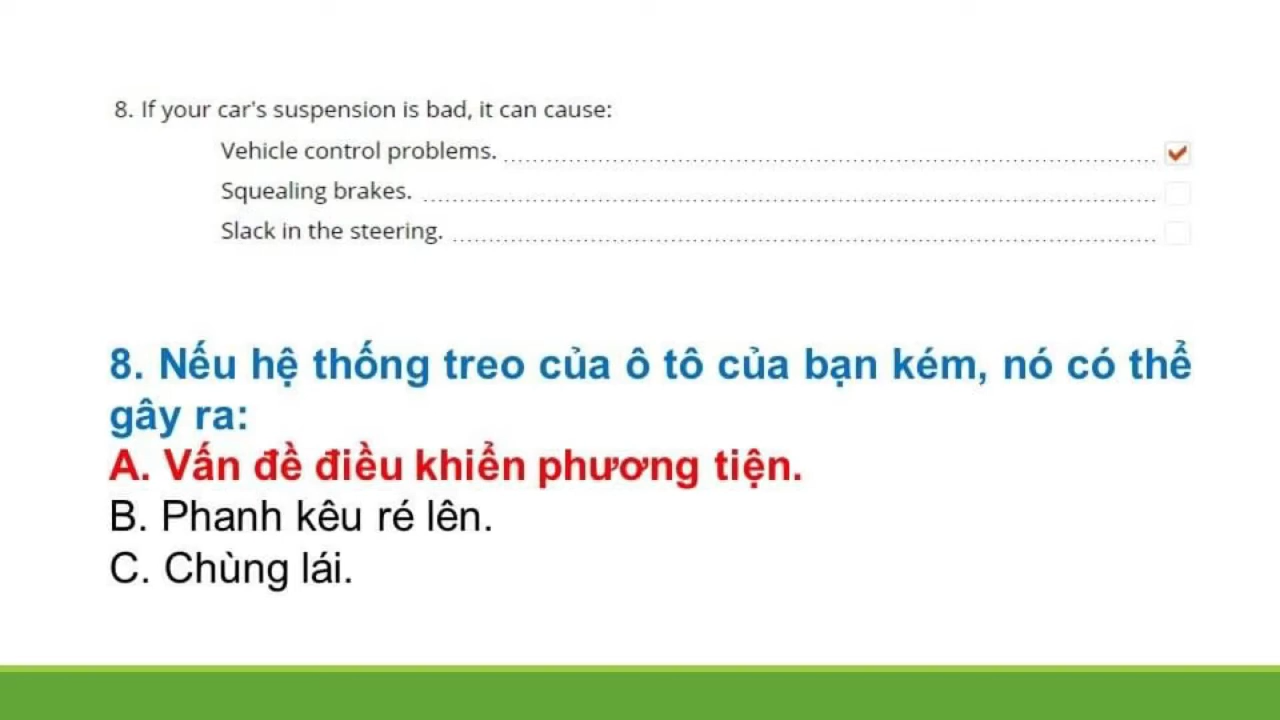 8. If your car's suspension is bad, it can cause:
Vehicle control problems.
Squealing brakes.
Slack in the steering.
8. Nếu hệ thống treo của ô tô của bạn kém, nó có thể
gây ra:
A. Vấn đề điều khiển phương tiện.
B. Phanh kêu ré lên.
C. Chùng lái.